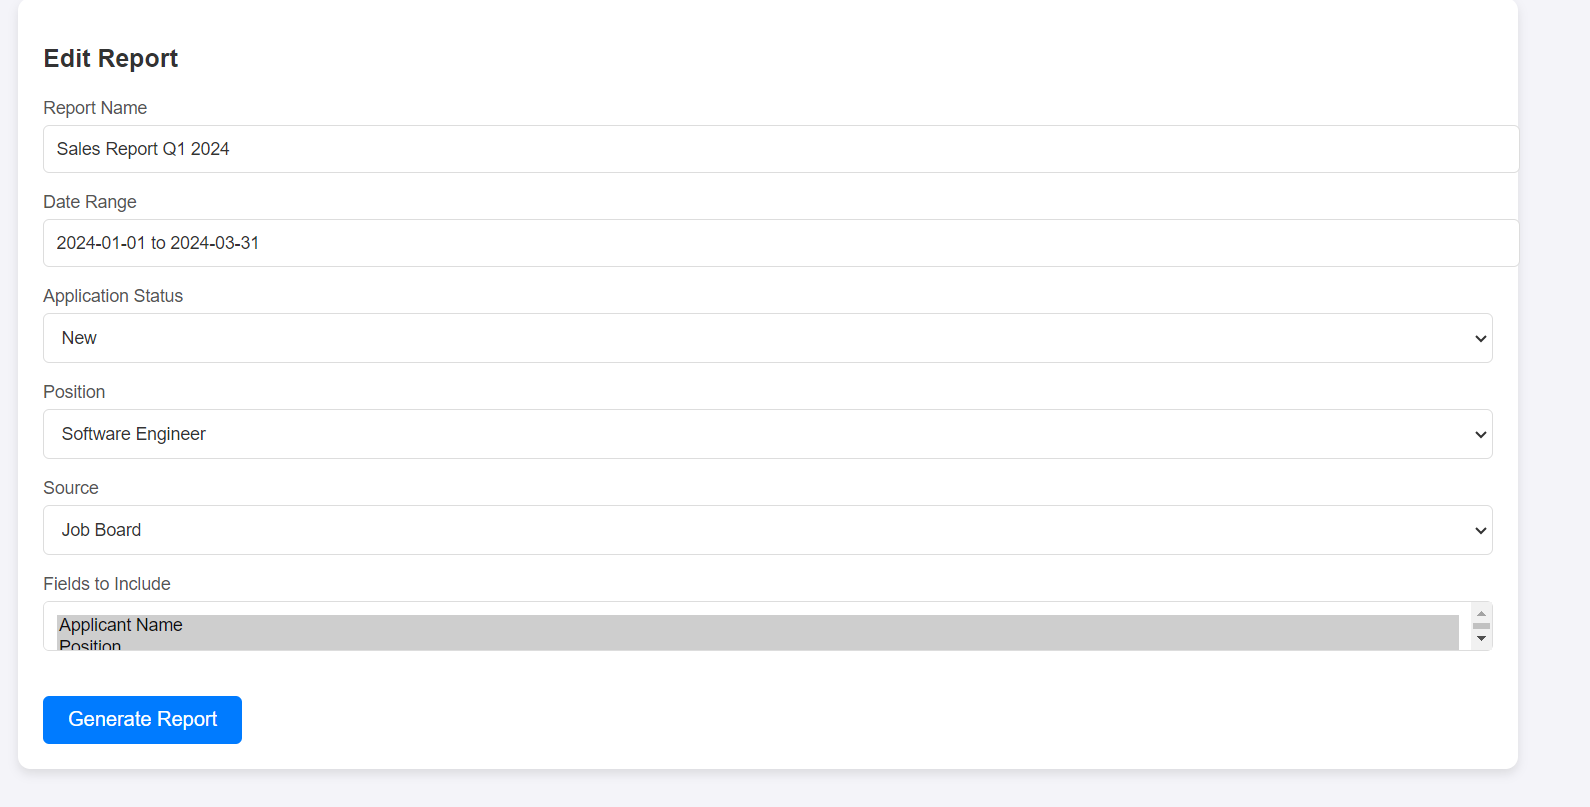 Edit Report
Report Name
Sales Report Q1 2024
Date Range
2024-01-01 to 2024-03-31
Application Status
New
Position
Software Engineer
Source
Job Board
Fields to Include
Applicant Name
Position
Generate Report